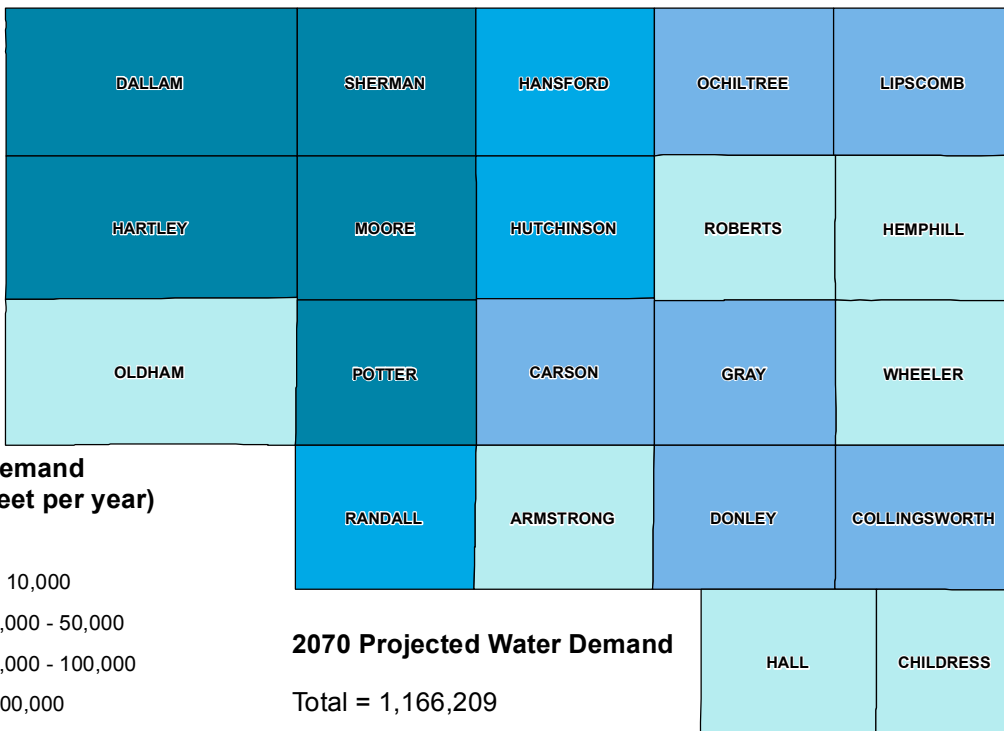 DALLAM SHERMAN HANSFORD OCHILTREE LIPSCOMB
HARTLEY MOORE HUTCHINSON ROBERTS HEMPHILL
OLDHAM POTTER CARSON GRAY WHEELER
emand
eet per year)
RANDALL ARMSTRONG DONLEY COLLINGSWORTH
10,000
,000 - 50,000
,000 - 100,000
00,000
2070 Projected Water Demand
Total = 1,166,209
HALL CHILDRESS